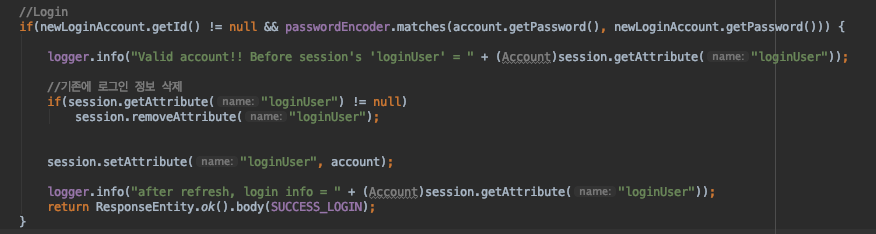 //Login
if(newLoginAccount.getId() != null && passwordEncoder.matches(account.getPassword(), newLoginAccount.getPassword())) {
logger.info("Valid account!! Before session's 'loginUser' = " + (Account)session.getAttribute( name: "loginUser"));
//기존에 로그인 정보 삭제
if(session.getAttribute( name: "loginUser") != null)
session.removeAttribute( name: "loginUser");
session.setAttribute( name: "loginUser", account);
logger.info("after refresh, login info = " + (Account)session.getAttribute( name: "loginUser"));
return ResponseEntity.ok().body(SUCCESS_LOGIN);
}